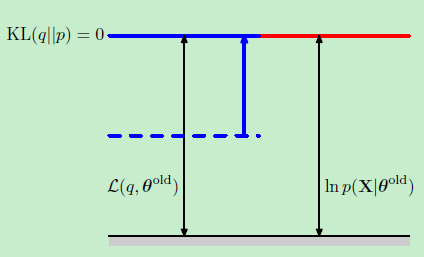 KL(q||p) = 0
ℒ(q, θ^old)
ln p(X|θ^old)